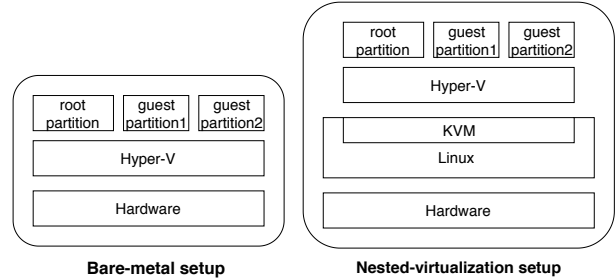 root
partition
guest
partition1
guest
partition2
Hyper-V
Hardware
Bare-metal setup
root
partition
guest
partition1
guest
partition2
Hyper-V
KVM
Linux
Hardware
Nested-virtualization setup